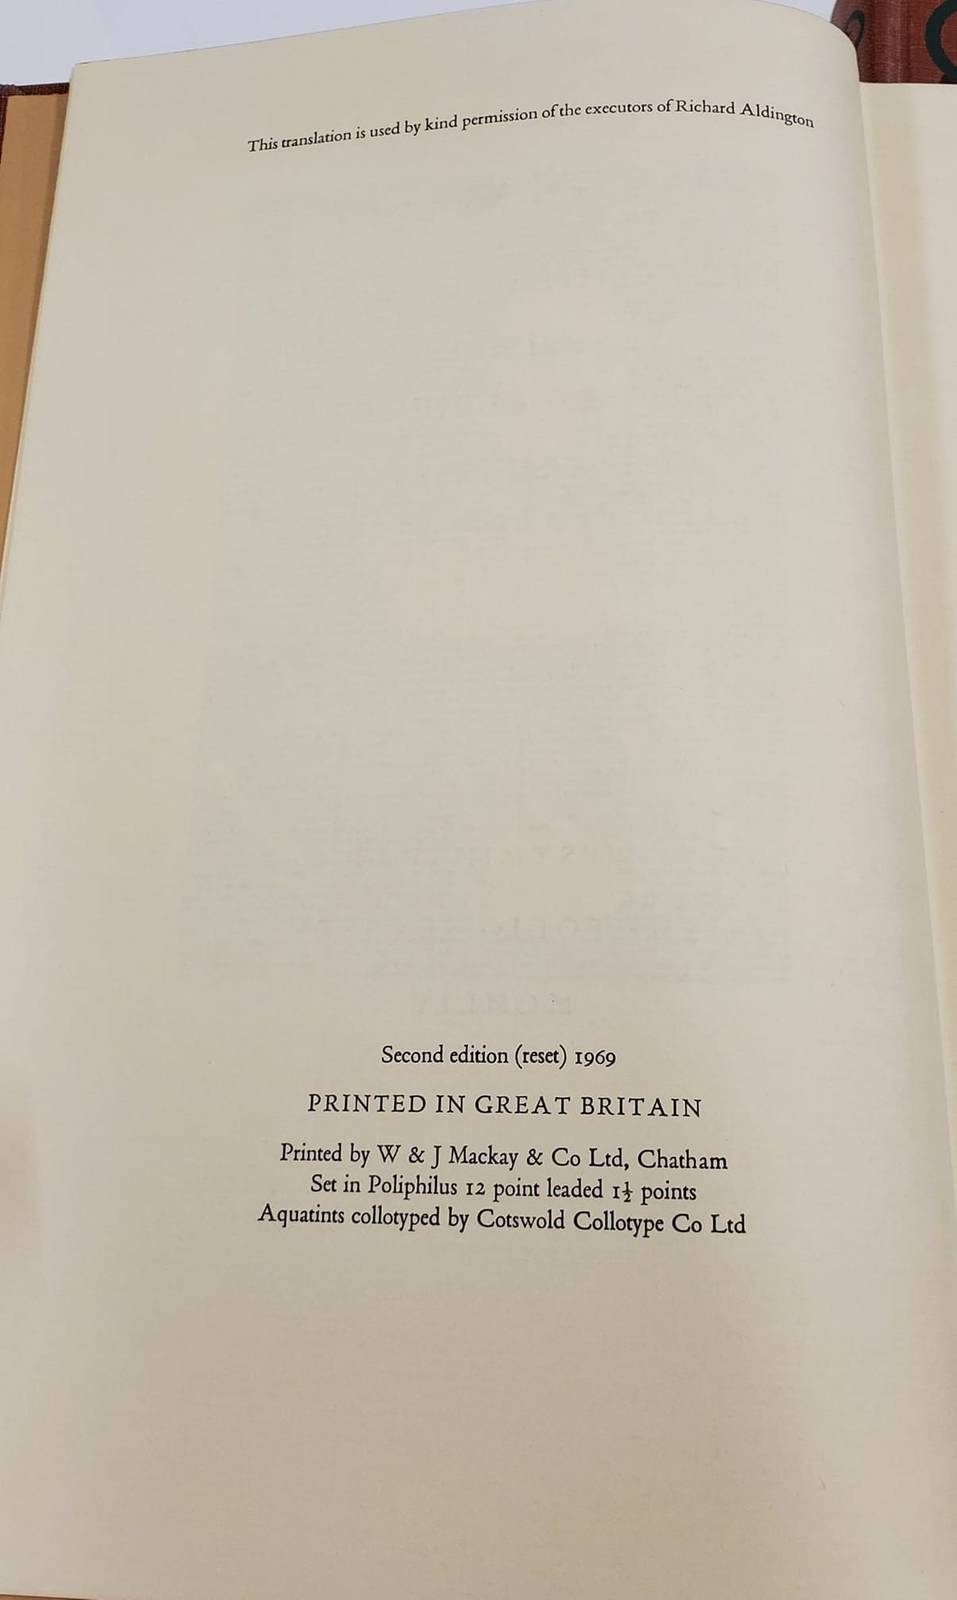 This translation is used by kind permission of the executors of Richard Aldington
Second edition (reset) 1969
PRINTED IN GREAT BRITAIN
Printed by W & J Mackay & Co Ltd, Chatham
Set in Poliphilus 12 point leaded 1½ points
Aquatints collotyped by Cotswold Collotype Co Ltd